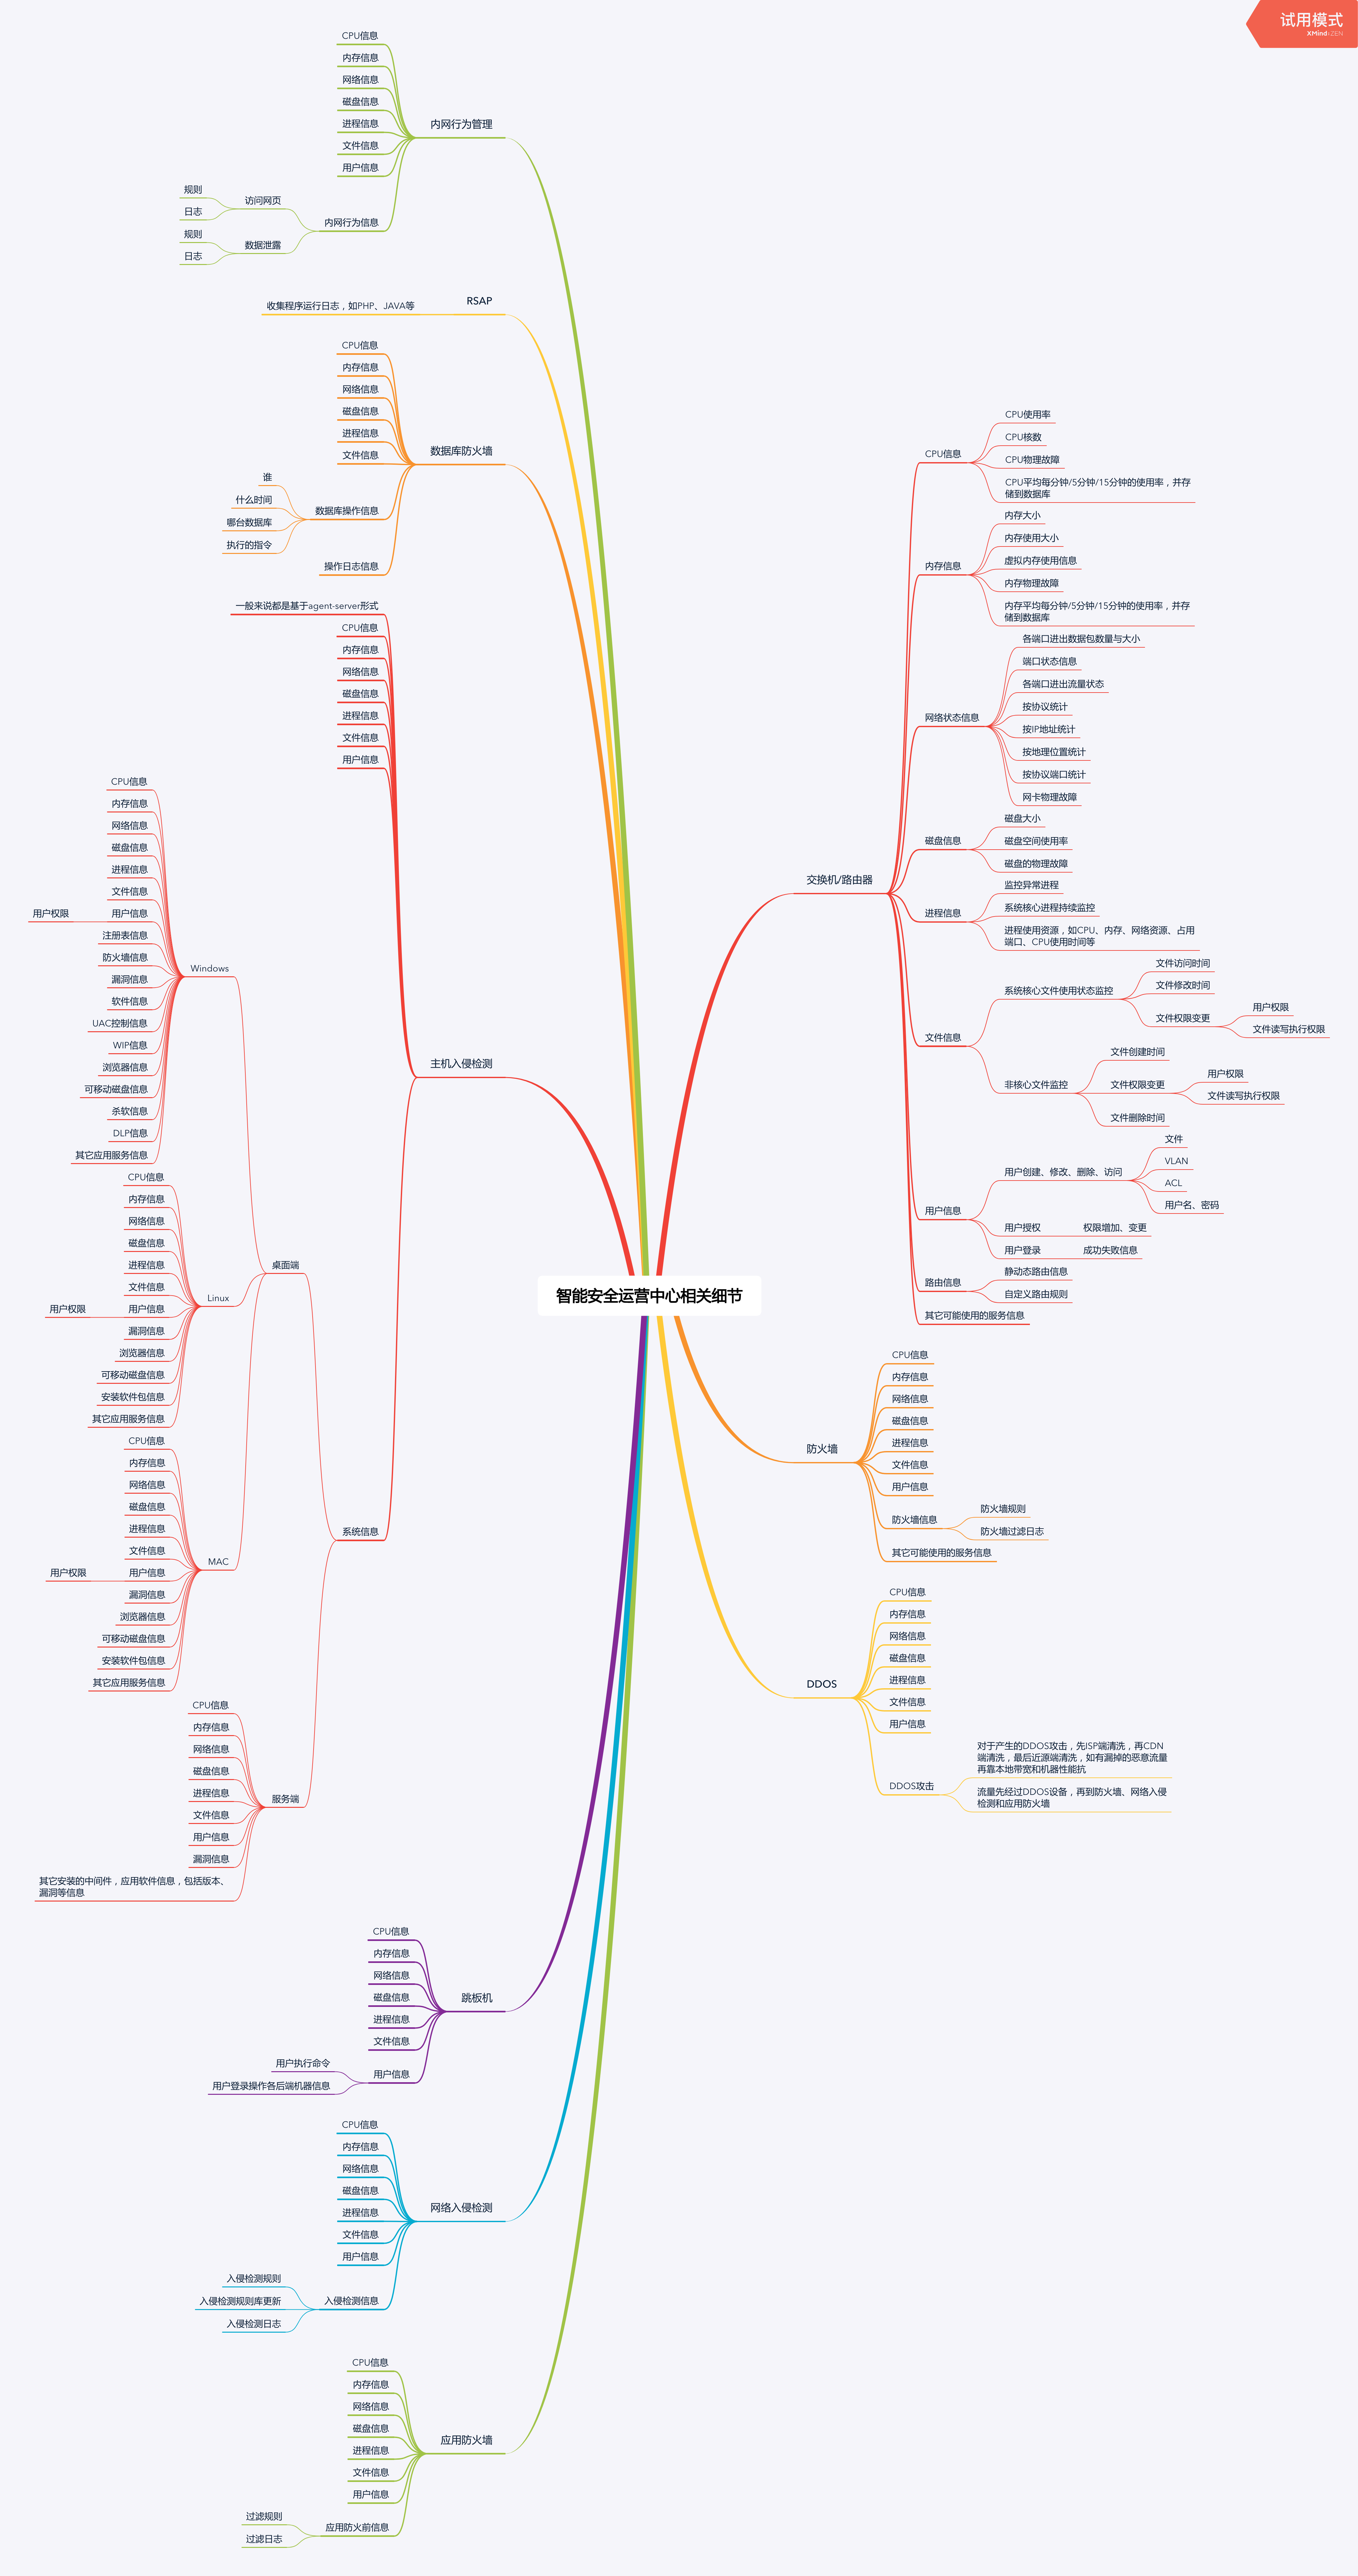 试用模式
XMind:ZEN
智能安全运营中心相关细节
交换机/路由器
CPU信息
CPU使用率
CPU核数
CPU物理故障
CPU平均每分钟/5分钟/15分钟的使用率，并存
储到数据库
内存信息
内存大小
内存使用大小
虚拟内存使用信息
内存物理故障
内存平均每分钟/5分钟/15分钟的使用率，并存
储到数据库
网络状态信息
各端口进出数据包数量与大小
端口状态信息
各端口进出流量状态
按协议统计
按IP地址统计
按地理位置统计
按协议端口统计
网卡物理故障
磁盘信息
磁盘大小
磁盘空间使用率
磁盘的物理故障
进程信息
监控异常进程
系统核心进程持续监控
进程使用资源，如CPU、内存、网络资源、占用
端口、CPU使用时间等
文件信息
系统核心文件使用状态监控
文件访问时间
文件修改时间
文件权限变更
用户权限
文件读写执行权限
非核心文件监控
文件创建时间
文件权限变更
用户权限
文件读写执行权限
文件删除时间
用户信息
用户创建、修改、删除、访问
文件
VLAN
ACL
用户名、密码
用户授权
权限增加、变更
用户登录
成功失败信息
路由信息
静动态路由信息
自定义路由规则
其它可能使用的服务信息
防火墙
CPU信息
内存信息
网络信息
磁盘信息
进程信息
文件信息
用户信息
防火墙信息
防火墙规则
防火墙过滤日志
其它可能使用的服务信息
DDOS
CPU信息
内存信息
网络信息
磁盘信息
进程信息
文件信息
用户信息
DDOS攻击
对于产生的DDOS攻击，先ISP端清洗，再CDN
端清洗，最后近源端清洗，如有漏掉的恶意流量
再靠本地带宽和机器性能抗
流量先经过DDOS设备，再到防火墙、网络入侵
检测和应用防火墙
内网行为管理
CPU信息
内存信息
网络信息
磁盘信息
进程信息
文件信息
用户信息
内网行为信息
访问网页
规则
日志
数据泄露
规则
日志
RSAP
收集程序运行日志，如PHP、JAVA等
数据库防火墙
CPU信息
内存信息
网络信息
磁盘信息
进程信息
文件信息
数据库操作信息
谁
什么时间
哪台数据库
执行的指令
操作日志信息
主机入侵检测
一般来说都是基于agent-server形式
CPU信息
内存信息
网络信息
磁盘信息
进程信息
文件信息
用户信息
系统信息
桌面端
Windows
CPU信息
内存信息
网络信息
磁盘信息
进程信息
文件信息
用户信息
用户权限
注册表信息
防火墙信息
漏洞信息
软件信息
UAC控制信息
WIP信息
浏览器信息
可移动磁盘信息
杀软信息
DLP信息
其它应用服务信息
Linux
CPU信息
内存信息
网络信息
磁盘信息
进程信息
文件信息
用户信息
用户权限
漏洞信息
浏览器信息
可移动磁盘信息
安装软件包信息
其它应用服务信息
MAC
CPU信息
内存信息
网络信息
磁盘信息
进程信息
文件信息
用户信息
用户权限
漏洞信息
浏览器信息
可移动磁盘信息
安装软件包信息
其它应用服务信息
服务端
CPU信息
内存信息
网络信息
磁盘信息
进程信息
文件信息
用户信息
漏洞信息
其它安装的中间件，应用软件信息，包括版本、
漏洞等信息
跳板机
CPU信息
内存信息
网络信息
磁盘信息
进程信息
文件信息
用户信息
用户执行命令
用户登录操作各后端机器信息
网络入侵检测
CPU信息
内存信息
网络信息
磁盘信息
进程信息
文件信息
用户信息
入侵检测信息
入侵检测规则
入侵检测规则库更新
入侵检测日志
应用防火墙
CPU信息
内存信息
网络信息
磁盘信息
进程信息
文件信息
用户信息
应用防火前信息
过滤规则
过滤日志